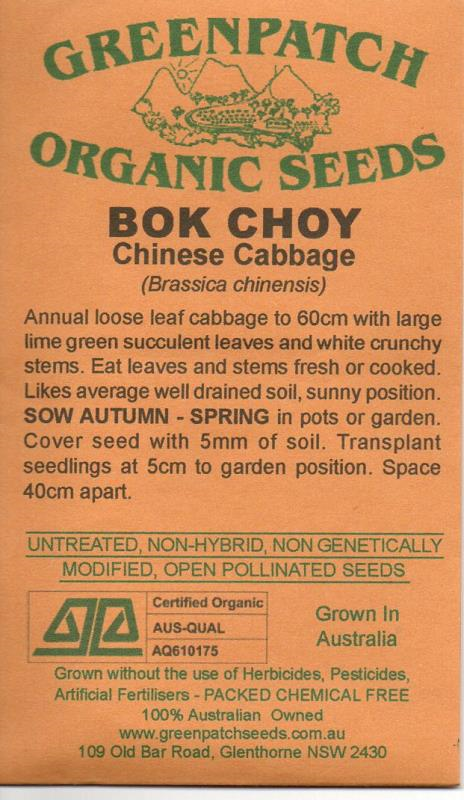 GREENPATCH
ORGANIC SEEDS
BOK CHOY
Chinese Cabbage
(Brassica chinensis)
Annual loose leaf cabbage to 60cm with large
lime green succulent leaves and white crunchy
stems. Eat leaves and stems fresh or cooked.
Likes average well drained soil, sunny position.
SOW AUTUMN - SPRING in pots or garden.
Cover seed with 5mm of soil. Transplant
seedlings at 5cm to garden position. Space
40cm apart.
UNTREATED, NON-HYBRID, NON GENETICALLY
MODIFIED, OPEN POLLINATED SEEDS
Certified Organic
AUS-QUAL
AQ610175
Grown In
Australia
Grown without the use of Herbicides, Pesticides,
Artificial Fertilisers - PACKED CHEMICAL FREE
100% Australian Owned
www.greenpatchseeds.com.au
109 Old Bar Road, Glenthorne NSW 2430